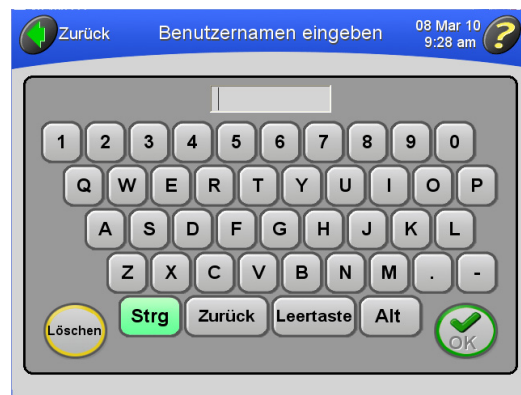 Zurück Benutzernamen eingeben 08 Mar 10
9:28 am ?
1 2 3 4 5 6 7 8 9 0
Q W E R T Y U I O P
A S D F G H J K L
Z X C V B N M . -
Löschen Strg Zurück Leertaste Alt OK